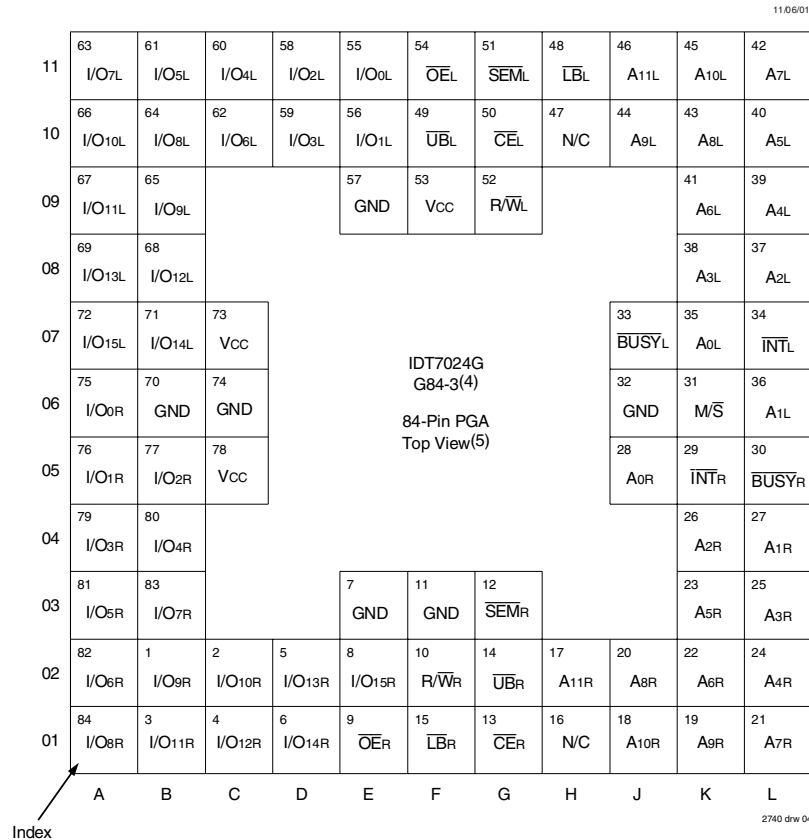 11/06/01
63 61 60 58 55 54 51 48 46 45 42
11 I/O7L I/O5L I/O4L I/O2L I/O0L OEL SEML LBL A11L A10L A7L
66 64 62 59 56 49 50 47 44 43 40
10 I/O10L I/O8L I/O6L I/O3L I/O1L UBL CEL N/C A9L A8L A5L
67 65 57 53 52 41 39
09 I/O11L I/O9L GND VCC R/WL A6L A4L
69 68 38 37
08 I/O13L I/O12L A3L A2L
72 71 73 33 35 34
07 I/O15L I/O14L VCC BUSYL A0L INTL
IDT7024G
G84-3(4)
75 70 74 32 31 36
06 I/O0R GND GND GND M/S A1L
84-Pin PGA
Top View(5)
76 77 78 28 29 30
05 I/O1R I/O2R VCC A0R INTR BUSYR
79 80 26 27
04 I/O3R I/O4R A2R A1R
81 83 7 11 12 23 25
03 I/O5R I/O7R GND GND SEMR A5R A3R
82 1 2 5 8 10 14 17 20 22 24
02 I/O6R I/O9R I/O10R I/O13R I/O15R R/WR UBR A11R A8R A6R A4R
84 3 4 6 9 15 13 16 18 19 21
01 I/O8R I/O11R I/O12R I/O14R OER LBR CER N/C A10R A9R A7R
A B C D E F G H J K L
2740 drw 0
Index